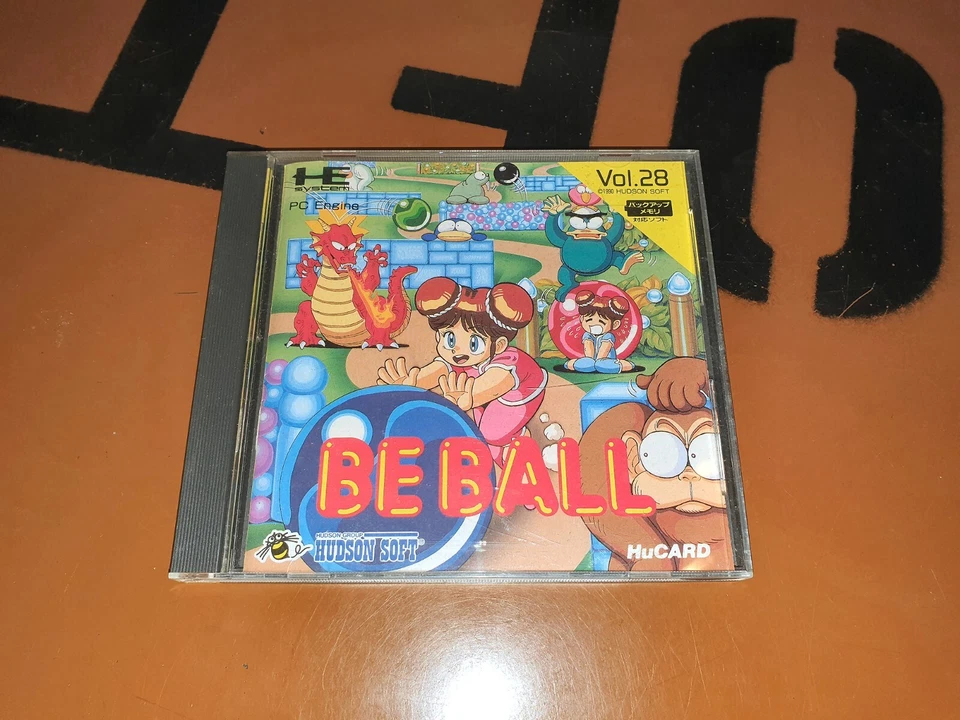 HE
system
PC Engine
Vol.28
©1990 HUDSON SOFT
バックアップ
メモリ
対応ソフト
BE BALL
HUDSON GROUP
HUDSON SOFT
HuCARD